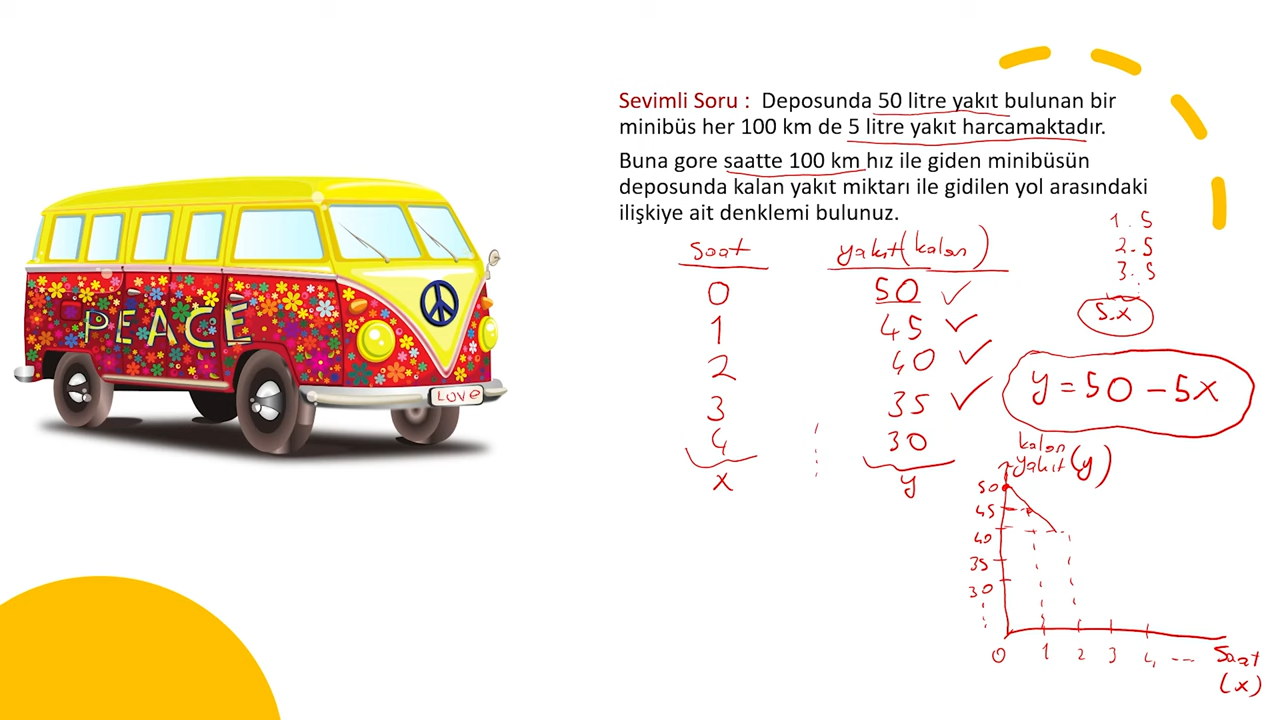 Sevimli Soru : Deposunda 50 litre yakıt bulunan bir
minibüs her 100 km de 5 litre yakıt harcamaktadır.
Buna gore saatte 100 km hız ile giden minibüsün
deposunda kalan yakıt miktarı ile gidilen yol arasındaki
ilişkiye ait denklemi bulunuz.
PEACE
LOVE
saat yakıt (kalan)
0 50
1 45
2 40
3 35
4 30
x y
1.5
2.5
3.5
5.x
y = 50 - 5x
kalan
yakıt (y)
50
45
40
35
30
0 1 2 3 4 --- Saat
(x)